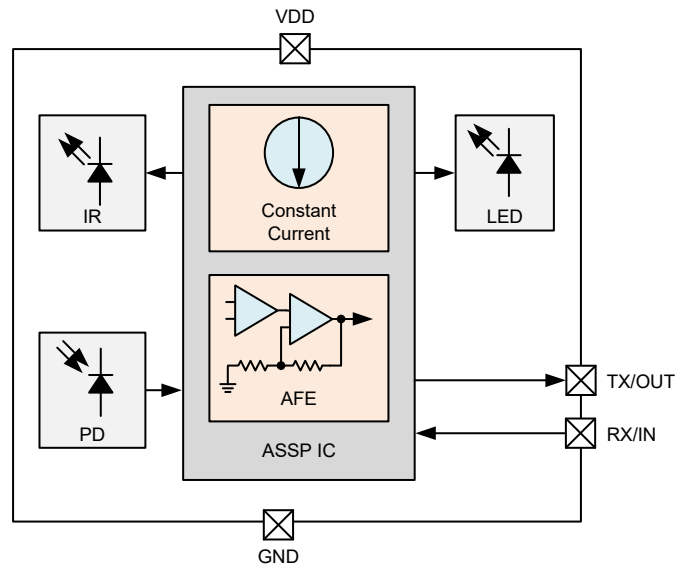 VDD
IR
Constant
Current
LED
PD
AFE
TX/OUT
RX/IN
ASSP IC
GND